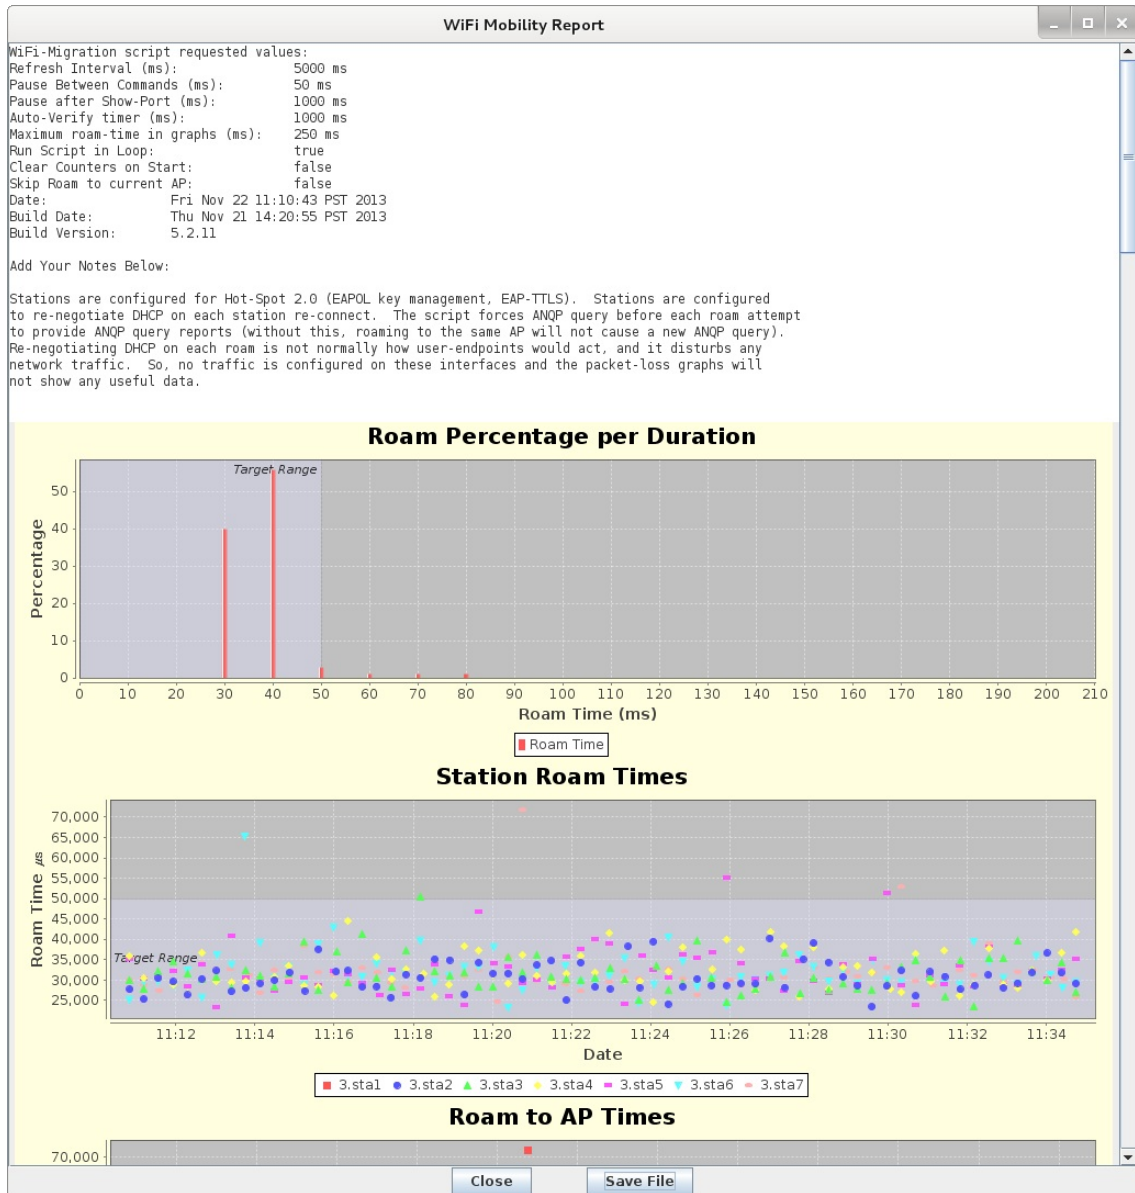 WiFi Mobility Report
WiFi-Migration script requested values:
Refresh Interval (ms): 5000 ms
Pause Between Commands (ms): 50 ms
Pause after Show-Port (ms): 1000 ms
Auto-Verify timer (ms): 1000 ms
Maximum roam-time in graphs (ms): 250 ms
Run Script in Loop: true
Clear Counters on Start: false
Skip Roam to current AP: false
Date: Fri Nov 22 11:10:43 PST 2013
Build Date: Thu Nov 21 14:20:55 PST 2013
Build Version: 5.2.11
Add Your Notes Below:
Stations are configured for Hot-Spot 2.0 (EAPOL key management, EAP-TTLS).  Stations are configured
to re-negotiate DHCP on each station re-connect.  The script forces ANQP query before each roam attempt
to provide ANQP query reports (without this, roaming to the same AP will not cause a new ANQP query).
Re-negotiating DHCP on each roam is not normally how user-endpoints would act, and it disturbs any
network traffic.  So, no traffic is configured on these interfaces and the packet-loss graphs will
not show any useful data.
Roam Percentage per Duration
Target Range
Percentage
50
40
30
20
10
0
0 10 20 30 40 50 60 70 80 90 100 110 120 130 140 150 160 170 180 190 200 210
Roam Time (ms)
Roam Time
Station Roam Times
Roam Time µs
70,000
65,000
60,000
55,000
50,000
45,000
40,000
35,000
30,000
25,000
Target Range
11:12 11:14 11:16 11:18 11:20 11:22 11:24 11:26 11:28 11:30 11:32 11:34
Date
3.sta1 3.sta2 3.sta3 3.sta4 3.sta5 3.sta6 3.sta7
Roam to AP Times
70,000
Close Save File